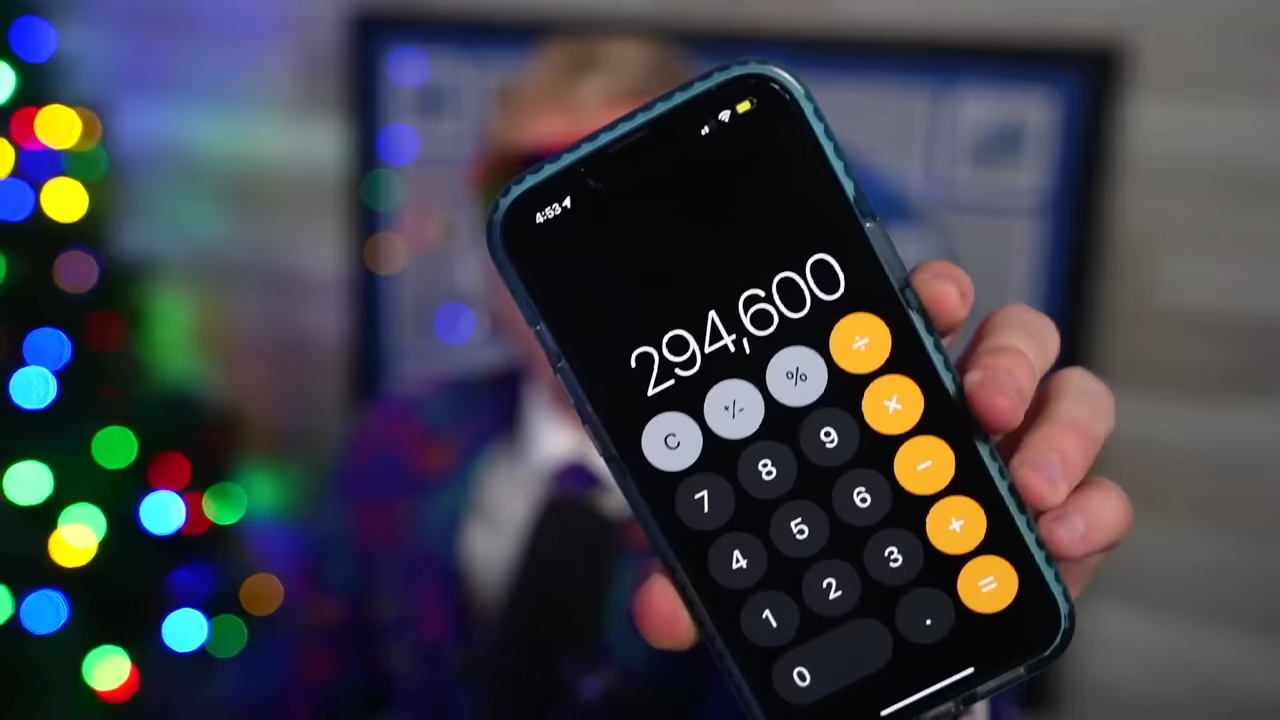 4:53
294,600
C +/- % ÷
7 8 9 ×
4 5 6 −
1 2 3 +
0 . =